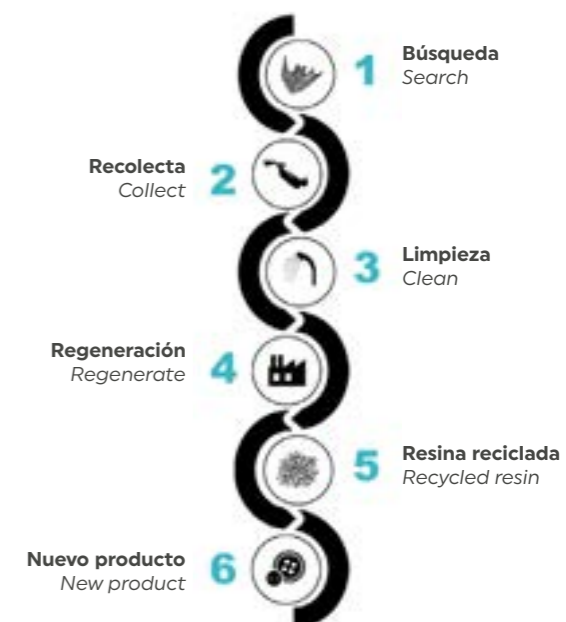 1
Búsqueda
Search
Recolecta
Collect
2
3
Limpieza
Clean
Regeneración
Regenerate
4
5
Resina reciclada
Recycled resin
Nuevo producto
New product
6